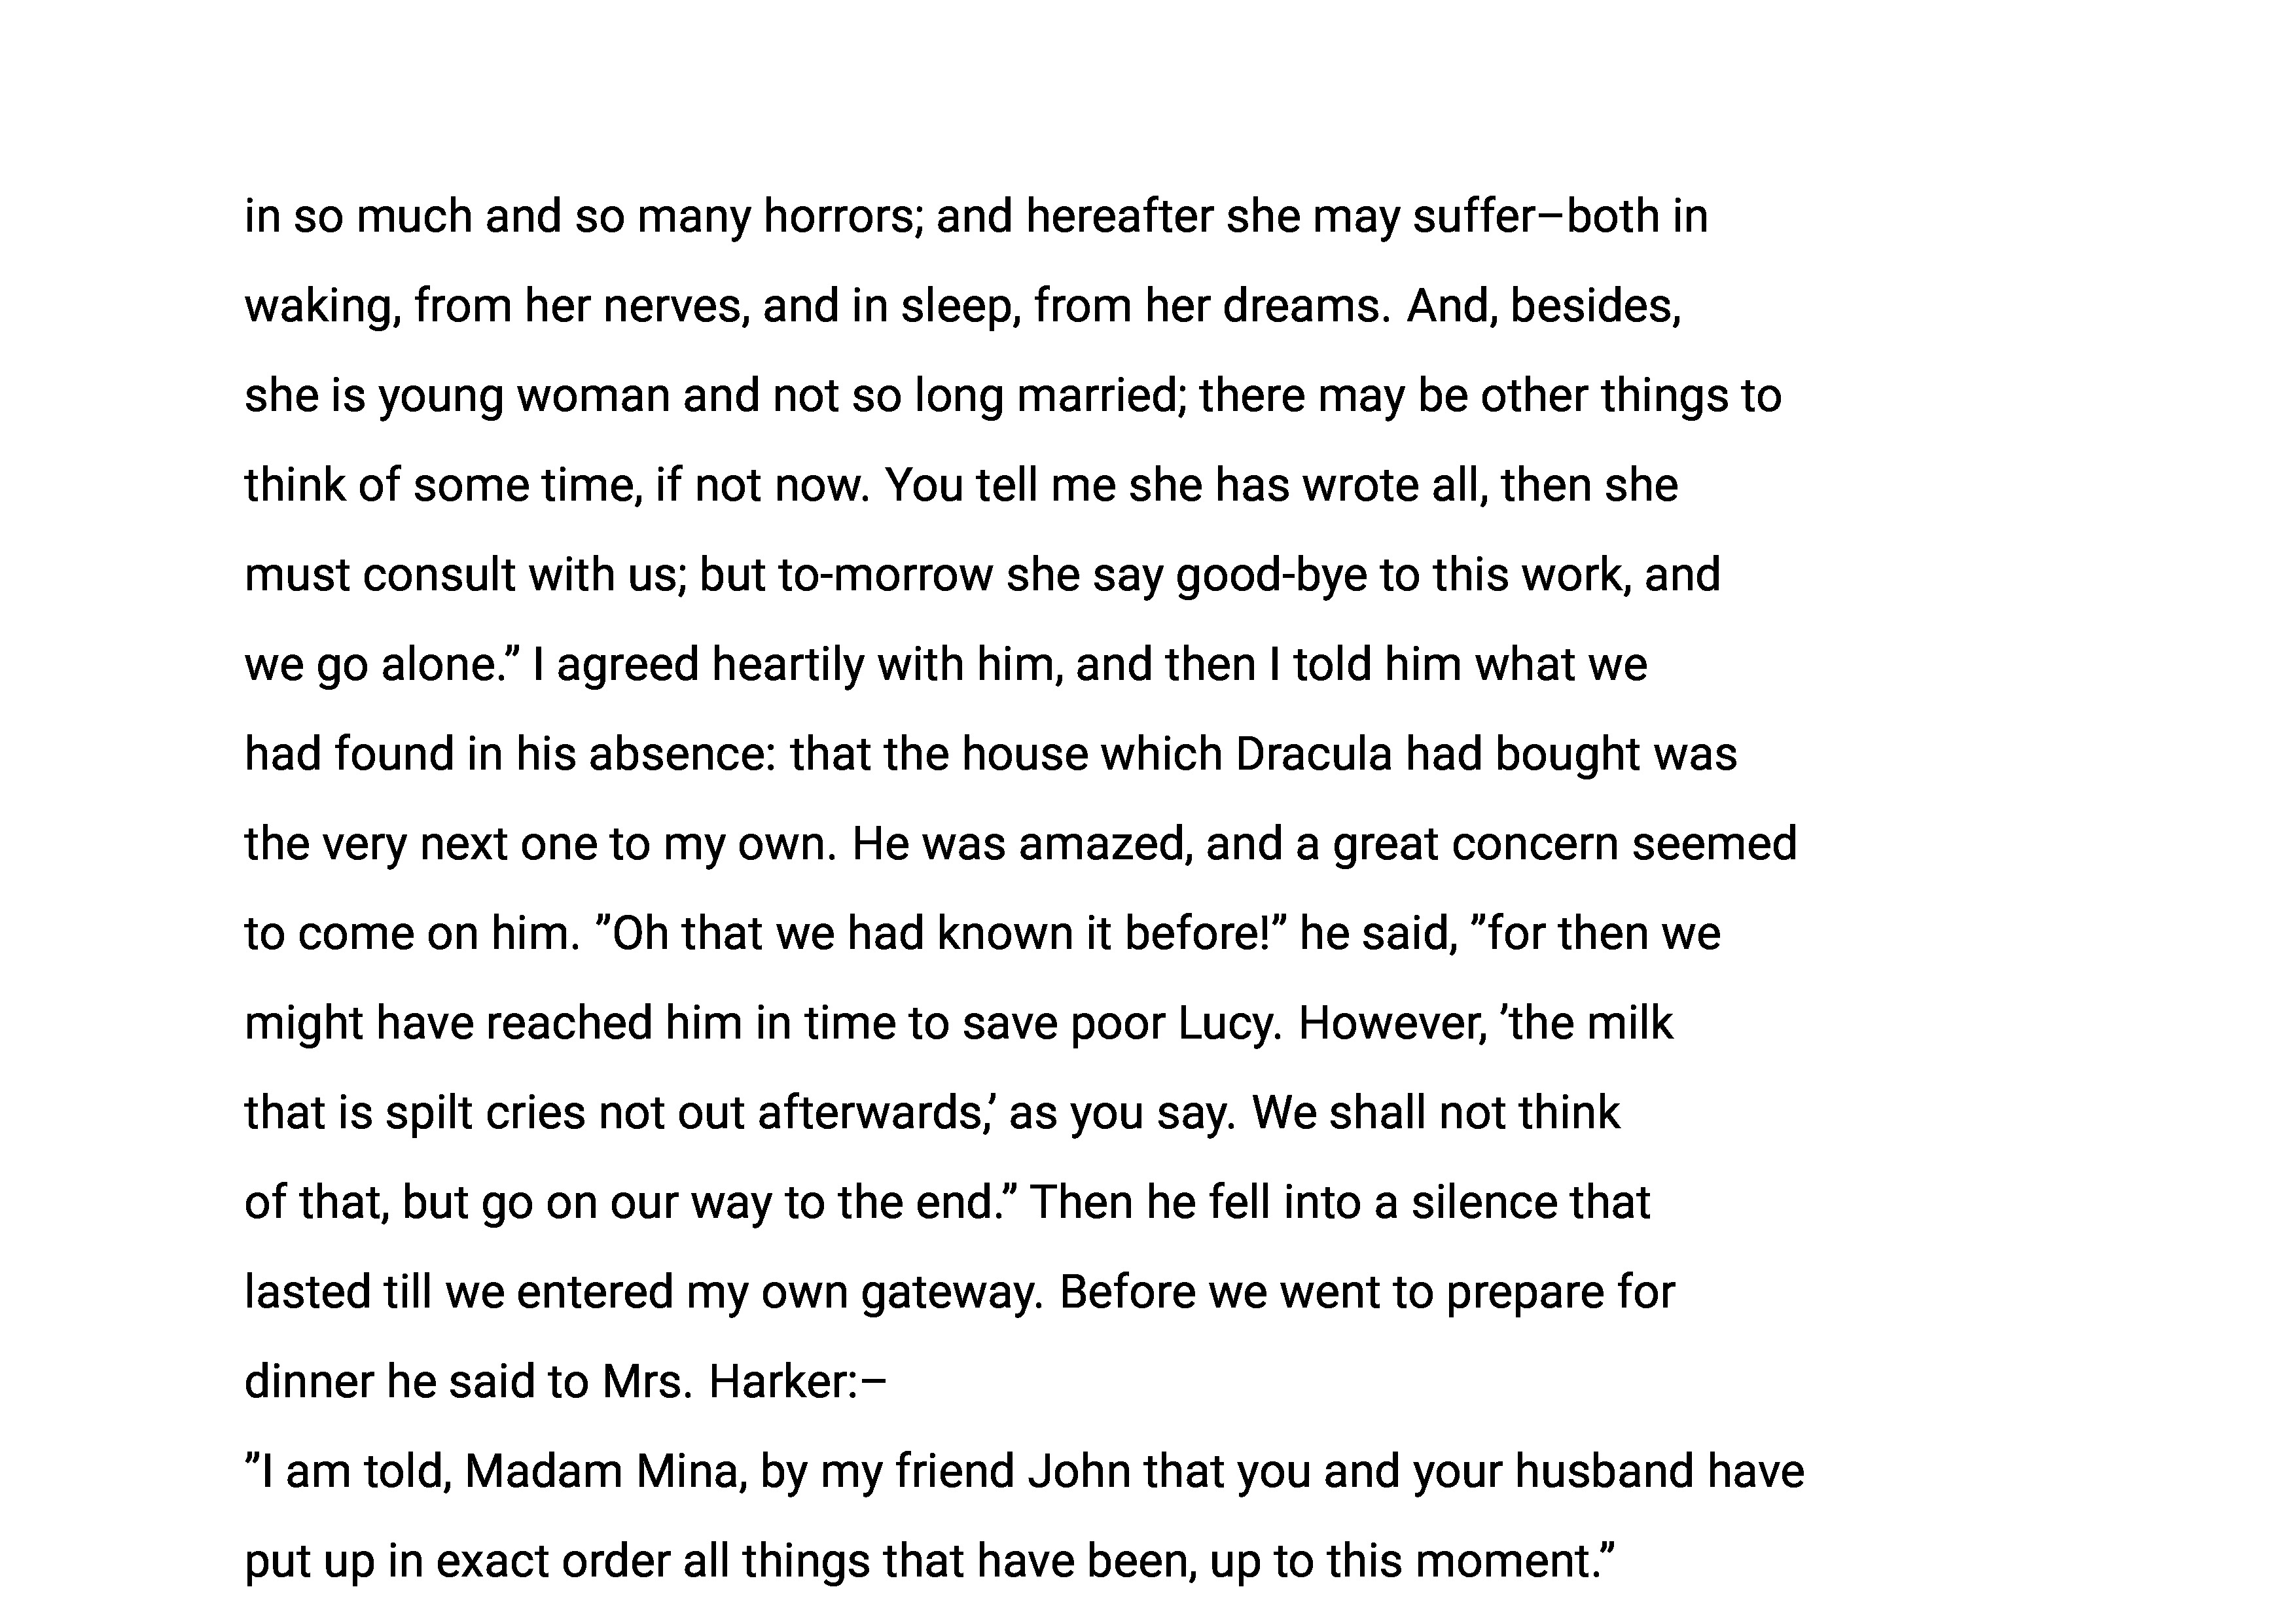 in so much and so many horrors; and hereafter she may suffer–both in
waking, from her nerves, and in sleep, from her dreams. And, besides,
she is young woman and not so long married; there may be other things to
think of some time, if not now. You tell me she has wrote all, then she
must consult with us; but to-morrow she say good-bye to this work, and
we go alone.” I agreed heartily with him, and then I told him what we
had found in his absence: that the house which Dracula had bought was
the very next one to my own. He was amazed, and a great concern seemed
to come on him. ”Oh that we had known it before!” he said, ”for then we
might have reached him in time to save poor Lucy. However, ’the milk
that is spilt cries not out afterwards,’ as you say. We shall not think
of that, but go on our way to the end.” Then he fell into a silence that
lasted till we entered my own gateway. Before we went to prepare for
dinner he said to Mrs. Harker:–
”I am told, Madam Mina, by my friend John that you and your husband have
put up in exact order all things that have been, up to this moment.”